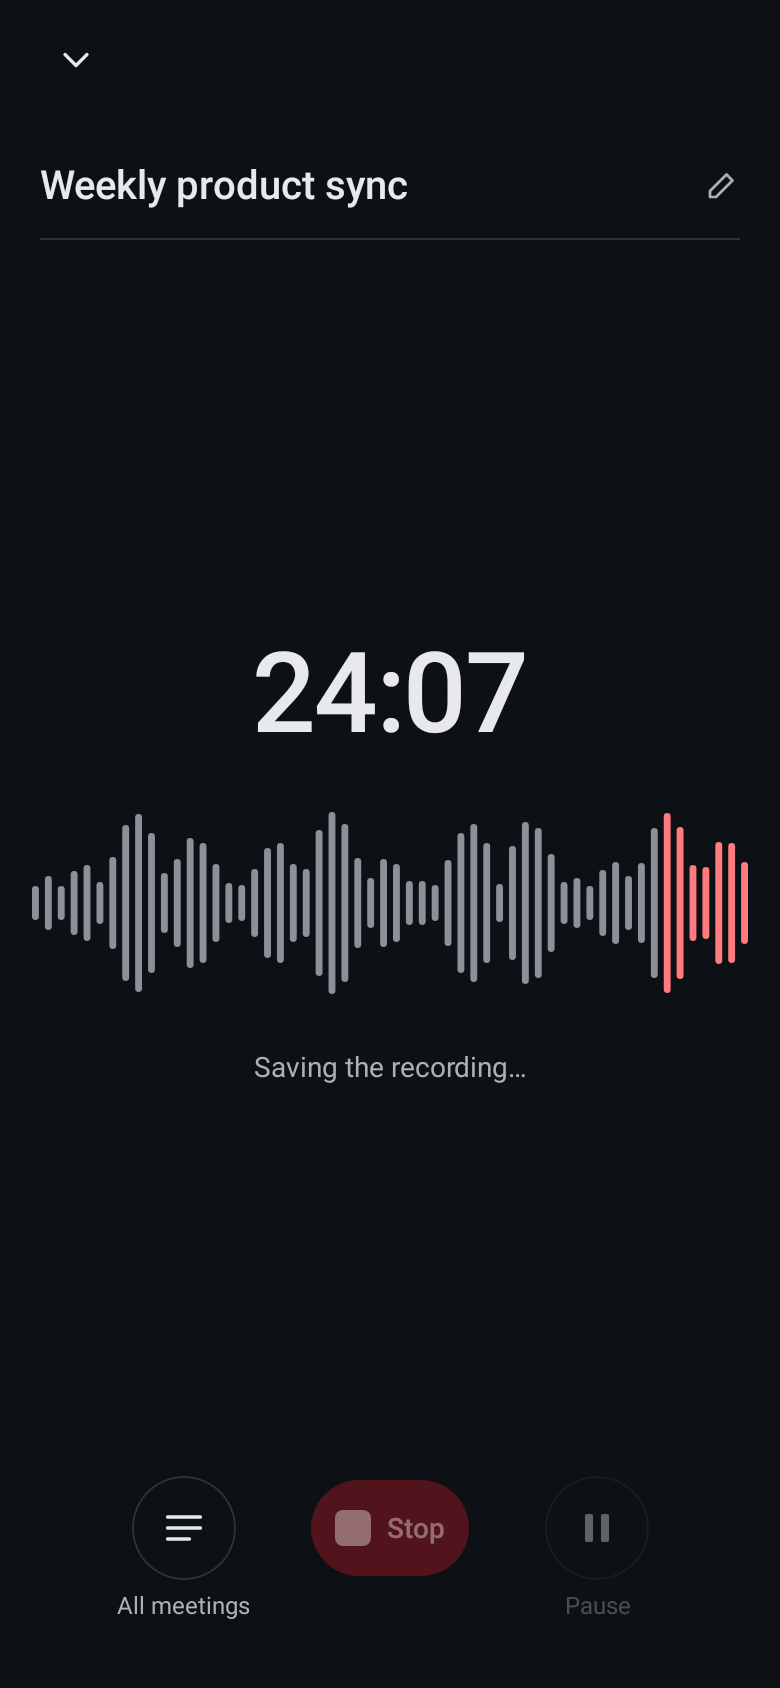 Weekly product sync
24:07
Saving the recording…
Stop
All meetings
Pause